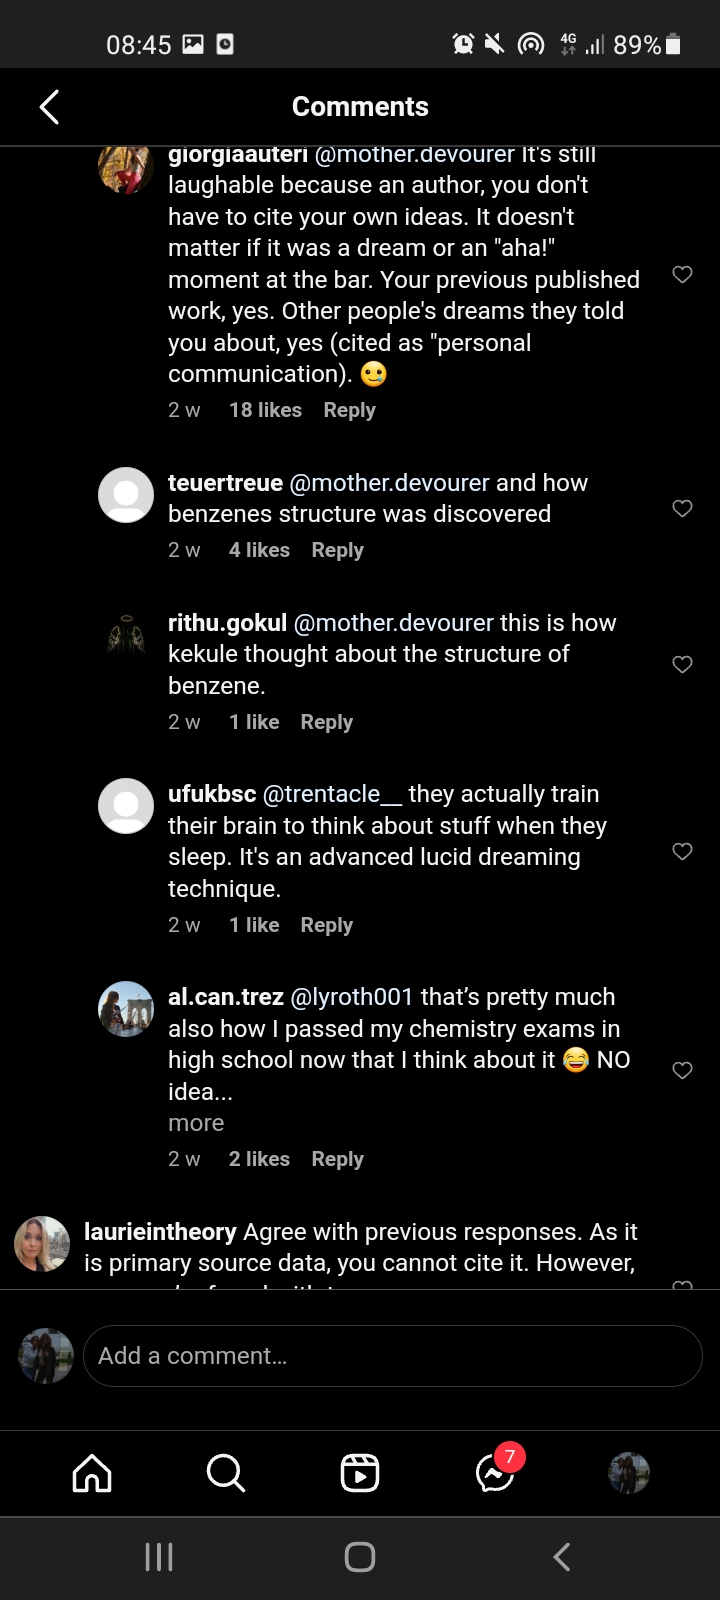 08:45
4G
89%
Comments
giorgiaauteri @mother.devourer It's still
laughable because an author, you don't
have to cite your own ideas. It doesn't
matter if it was a dream or an "aha!"
moment at the bar. Your previous published
work, yes. Other people's dreams they told
you about, yes (cited as "personal
communication). 🥲
2 w 18 likes Reply
teuertreue @mother.devourer and how
benzenes structure was discovered
2 w 4 likes Reply
rithu.gokul @mother.devourer this is how
kekule thought about the structure of
benzene.
2 w 1 like Reply
ufukbsc @trentacle__ they actually train
their brain to think about stuff when they
sleep. It's an advanced lucid dreaming
technique.
2 w 1 like Reply
al.can.trez @lyroth001 that’s pretty much
also how I passed my chemistry exams in
high school now that I think about it 😂 NO
idea...
more
2 w 2 likes Reply
laurieintheory Agree with previous responses. As it
is primary source data, you cannot cite it. However,
Add a comment...
7